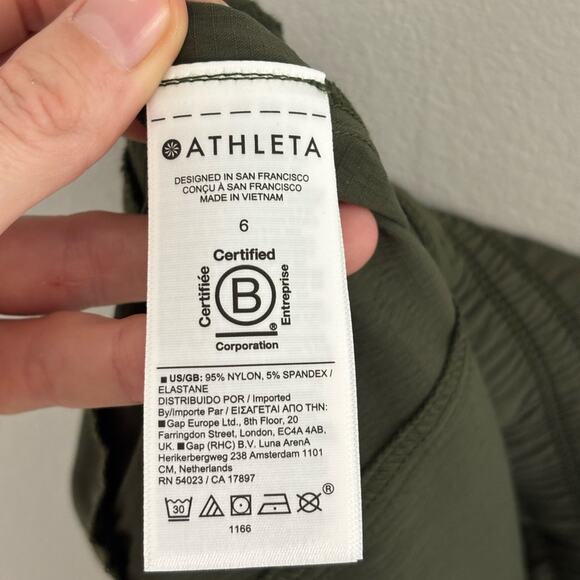 ATHLETA
DESIGNED IN SAN FRANCISCO
CONÇU À SAN FRANCISCO
MADE IN VIETNAM
6
Certified
Certifiée
B
®
Entreprise
Corporation
■ US/GB: 95% NYLON, 5% SPANDEX /
ELASTANE
DISTRIBUIDO POR / Imported
By/Importe Par / ΕΙΣΑΓΕΤΑΙ ΑΠΟ ΤΗΝ:
■ Gap Europe Ltd., 8th Floor, 20
Farringdon Street, London, EC4A 4AB,
UK. ■ Gap (RHC) B.V. Luna ArenA
Herikerbergweg 238 Amsterdam 1101
CM, Netherlands
RN 54023 / CA 17897
30
®
1166